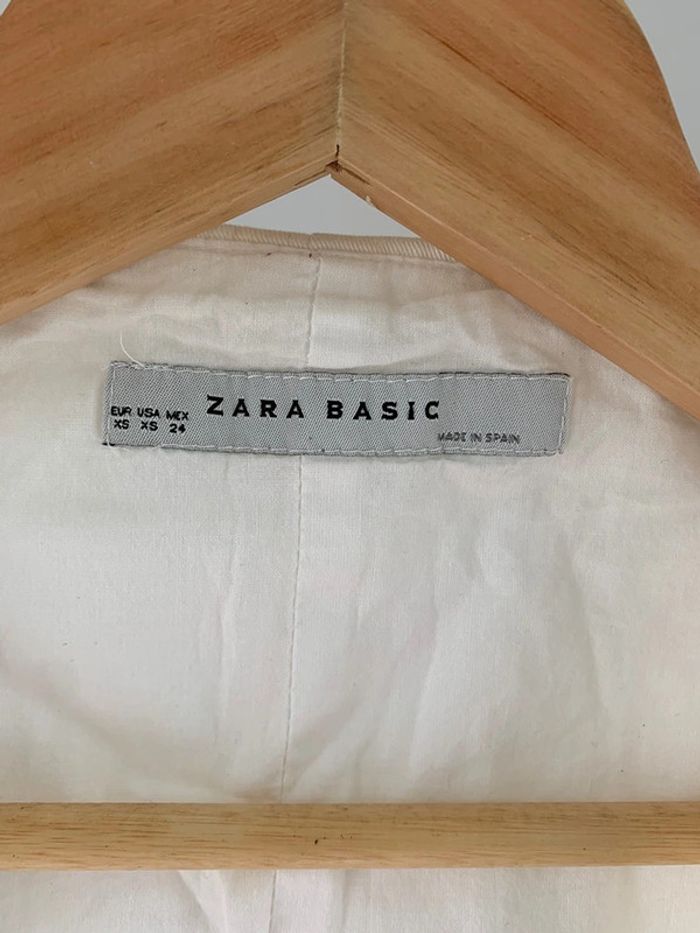 EUR USA MEX
XS XS 24
ZARA BASIC
MADE IN SPAIN